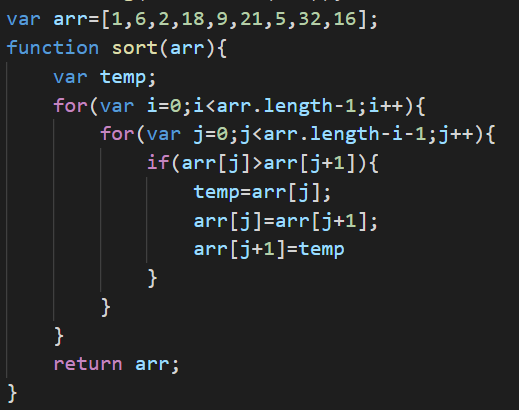 var arr=[1,6,2,18,9,21,5,32,16];
function sort(arr){
    var temp;
    for(var i=0;i<arr.length-1;i++){
        for(var j=0;j<arr.length-i-1;j++){
            if(arr[j]>arr[j+1]){
                temp=arr[j];
                arr[j]=arr[j+1];
                arr[j+1]=temp
            }
        }
    }
    return arr;
}